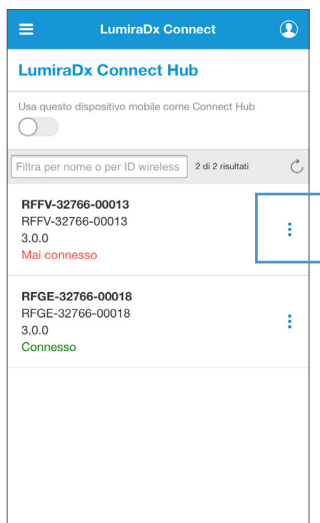 LumiraDx Connect
LumiraDx Connect Hub
Usa questo dispositivo mobile come Connect Hub
Filtra per nome o per ID wireless 2 di 2 risultati
RFFV-32766-00013
RFFV-32766-00013
3.0.0
Mai connesso
RFGE-32766-00018
RFGE-32766-00018
3.0.0
Connesso